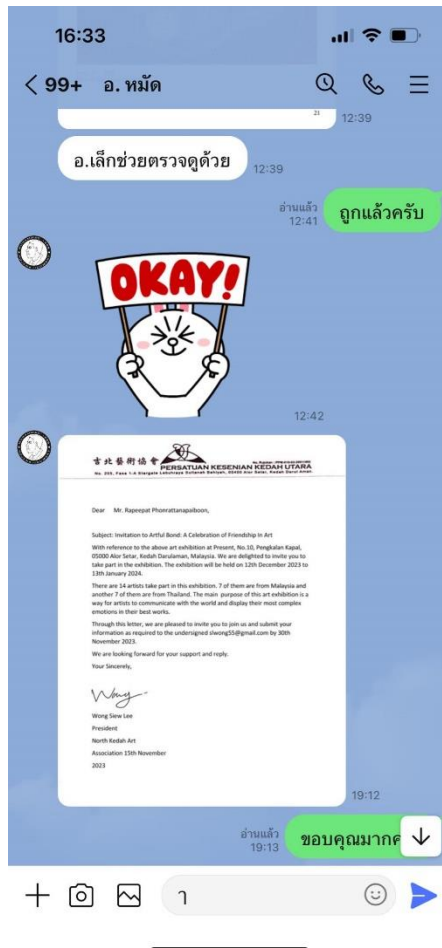 16:33
99+ อ. หมัด
21
12:39
อ.เล็กช่วยตรวจดูด้วย
12:39
อ่านแล้ว
12:41
ถูกแล้วครับ
OKAY!
12:42
吉北藝術協會
PERSATUAN KESENIAN KEDAH UTARA
Dear Mr. Rapeepat Phonrattanapaiboon,
Subject: Invitation to Artful Bond: A Celebration of Friendship in Art
With reference to the above art exhibition at Present, No.10, Pengkalan Kapal,
05000 Alor Setar, Kedah Darulaman, Malaysia. We are delighted to invite you to
take part in the exhibition. The exhibition will be held on 12th December 2023 to
13th January 2024.
There are 14 artists take part in this exhibition. 7 of them are from Malaysia and
another 7 of them are from Thailand. The main purpose of this art exhibition is a
way for artists to communicate with the world and display their most complex
emotions in their best works.
Through this letter, we are pleased to invite you to join us and submit your
information as required to the undersigned slwong55@gmail.com by 30th
November 2023.
We are looking forward for your support and reply.
Your Sincerely,
Wong
Wong Siew Lee
President
North Kedah Art
Association 15th November
2023
19:12
อ่านแล้ว
19:13
ขอบคุณมากค
า